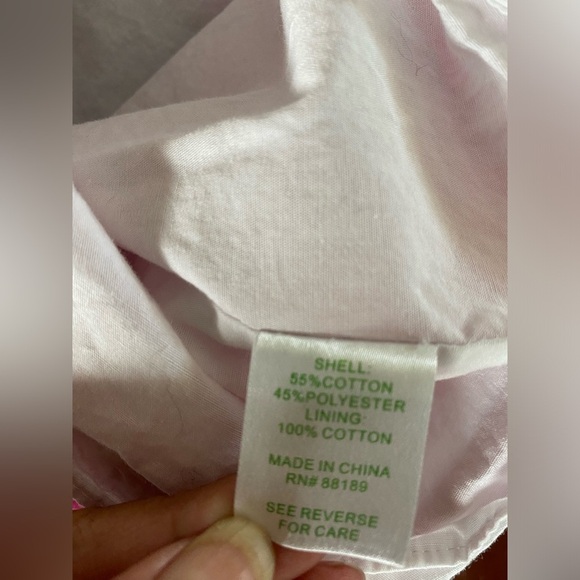 SHELL:
55%COTTON
45%POLYESTER
LINING:
100% COTTON
MADE IN CHINA
RN# 88189
SEE REVERSE
FOR CARE